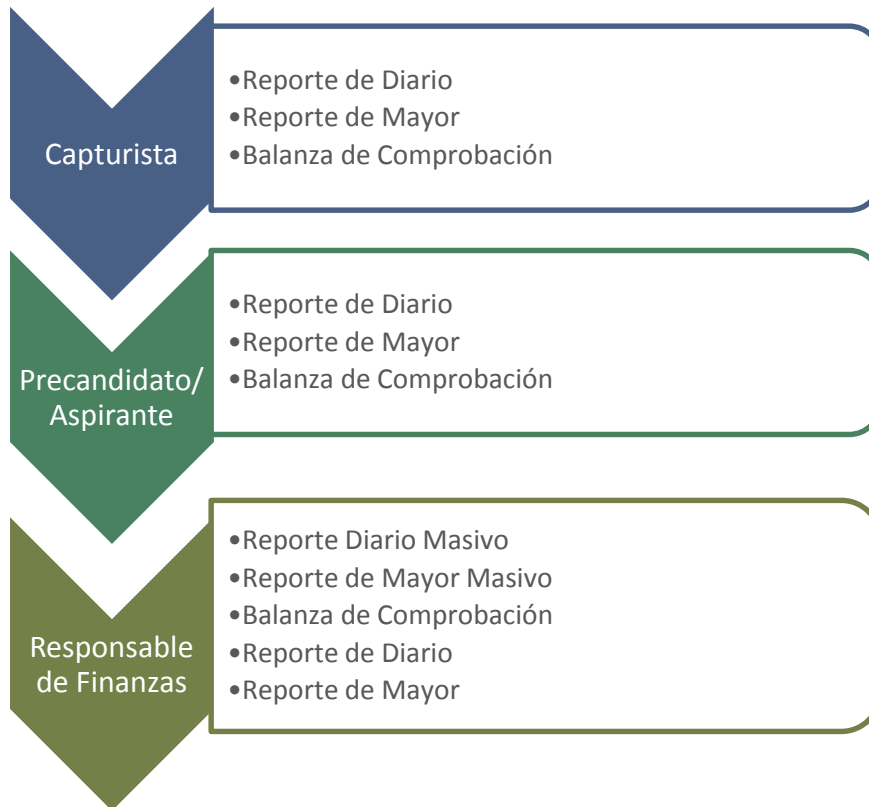 Capturista
•Reporte de Diario
•Reporte de Mayor
•Balanza de Comprobación
Precandidato/
Aspirante
•Reporte de Diario
•Reporte de Mayor
•Balanza de Comprobación
Responsable
de Finanzas
•Reporte Diario Masivo
•Reporte de Mayor Masivo
•Balanza de Comprobación
•Reporte de Diario
•Reporte de Mayor